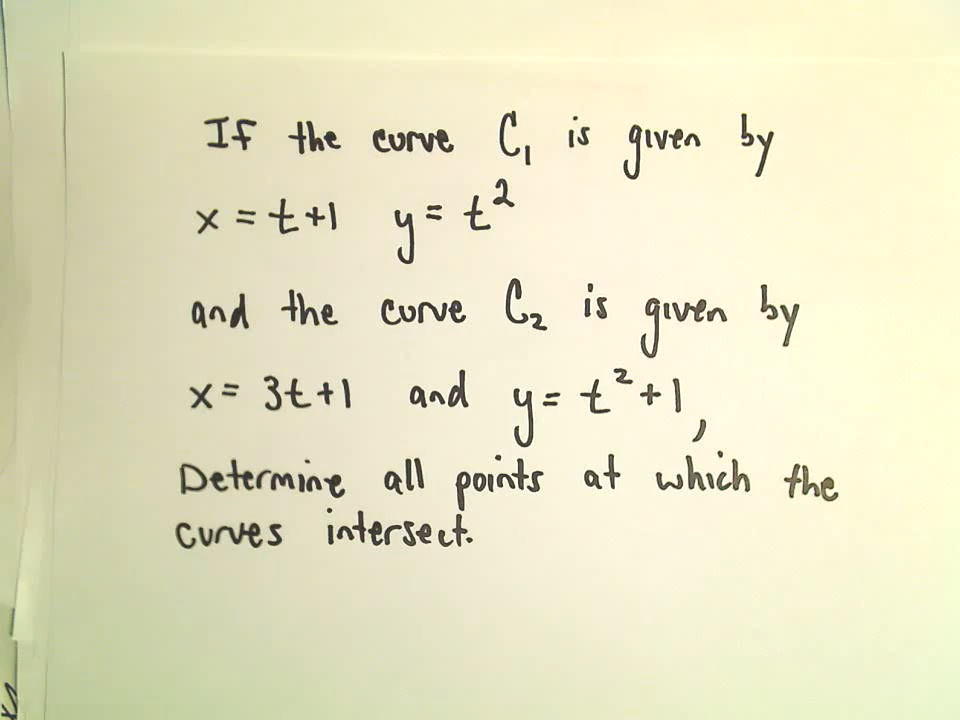 If the curve C₁ is given by
x = t+1 y = t²
and the curve C₂ is given by
x = 3t+1 and y = t²+1,
Determine all points at which the
curves intersect.